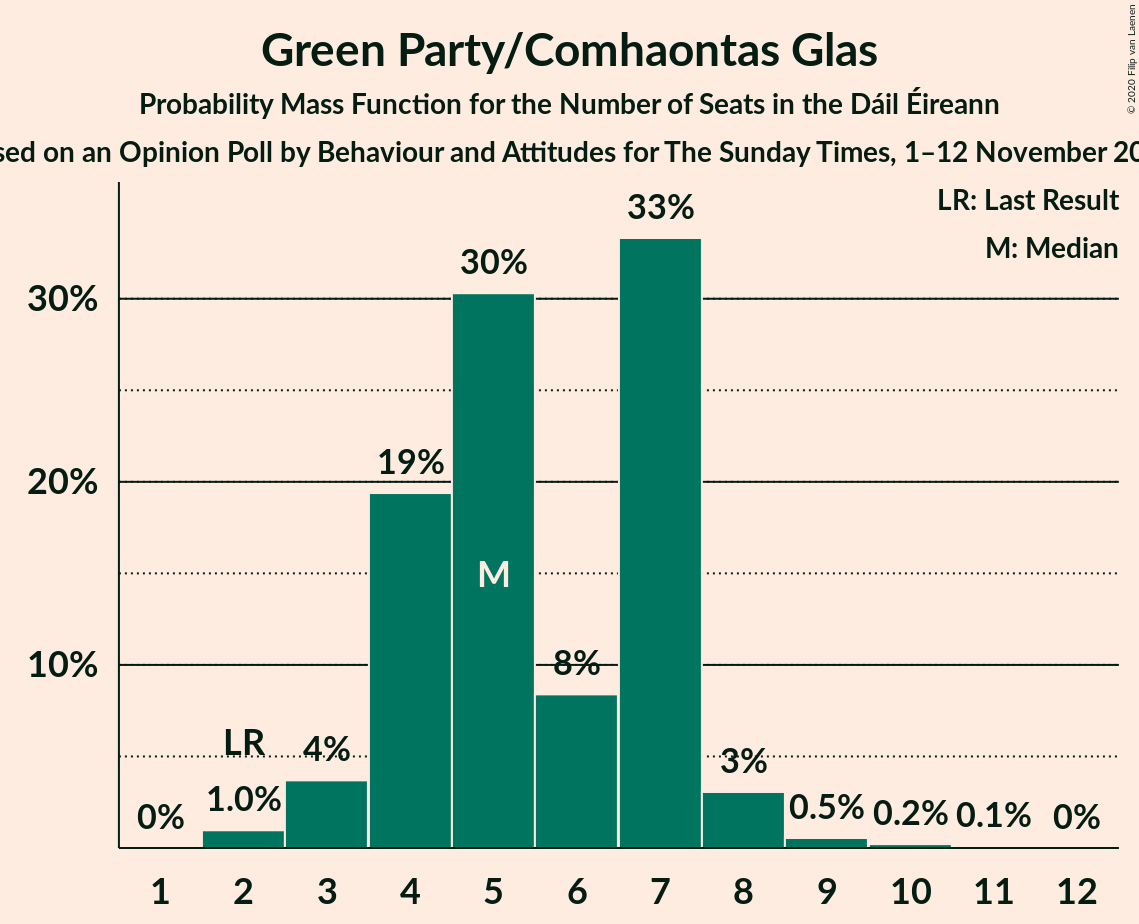 © 2020 Filip van Laenen
Green Party/Comhaontas Glas
Probability Mass Function for the Number of Seats in the Dáil Éireann
on an Opinion Poll by Behaviour and Attitudes for The Sunday Times, 1–12 November
LR: Last Result
M: Median
33%
30%
30%
19%
20%
M
10%
8%
LR
4%
3%
0%
1.0%
0.5%
0.2%
0.1%
0%
1 2 3 4 5 6 7 8 9 10 11 12